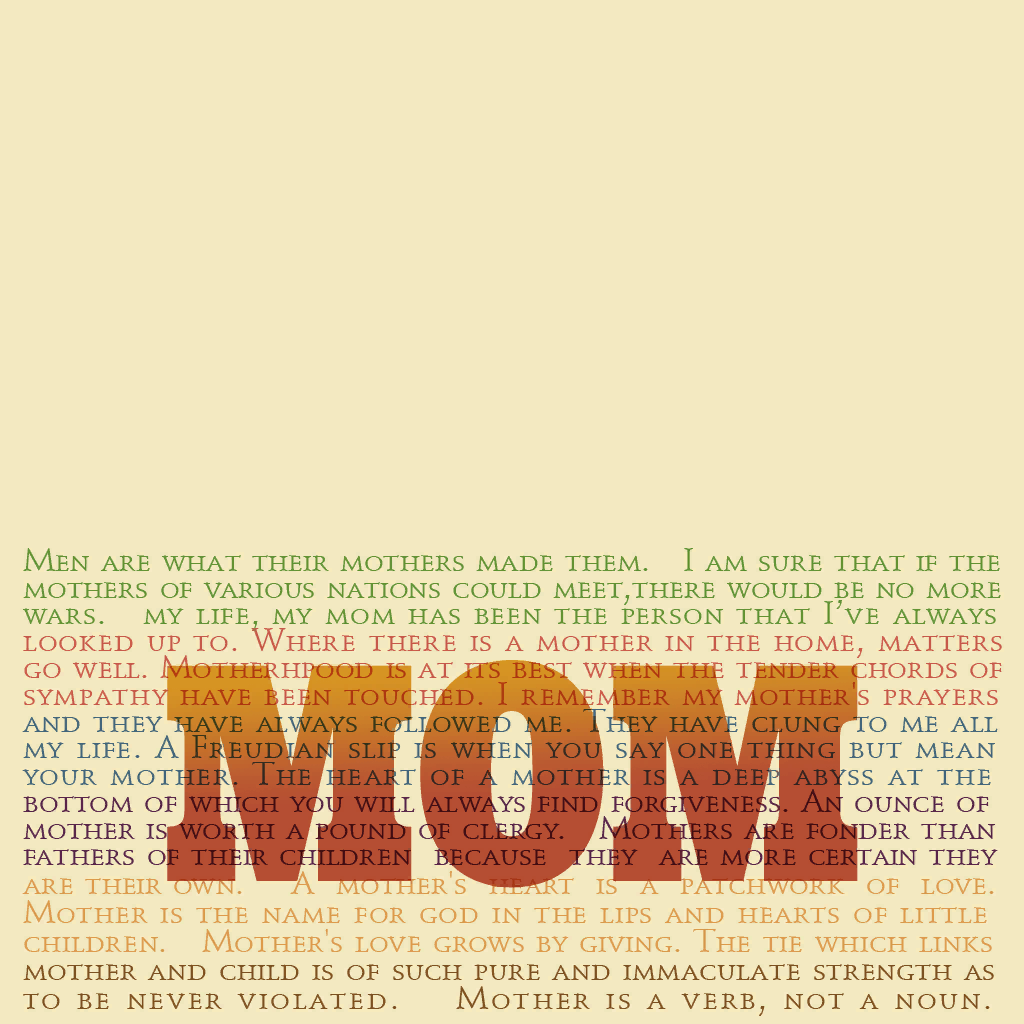 Men are what their mothers made them. I am sure that if the
mothers of various nations could meet,there would be no more
wars. my life, my mom has been the person that I've always
looked up to. Where there is a mother in the home, matters
go well. Motherhpood is at its best when the tender chords of
sympathy have been touched. I remember my mother's prayers
and they have always followed me. They have clung to me all
my life. A Freudian slip is when you say one thing but mean
your mother. The heart of a mother is a deep abyss at the
bottom of which you will always find forgiveness. An ounce of
mother is worth a pound of clergy. Mothers are fonder than
fathers of their children because they are more certain they
are their own. A mother's heart is a patchwork of love.
Mother is the name for god in the lips and hearts of little
children. Mother's love grows by giving. The tie which links
mother and child is of such pure and immaculate strength as
to be never violated. Mother is a verb, not a noun.
MOM